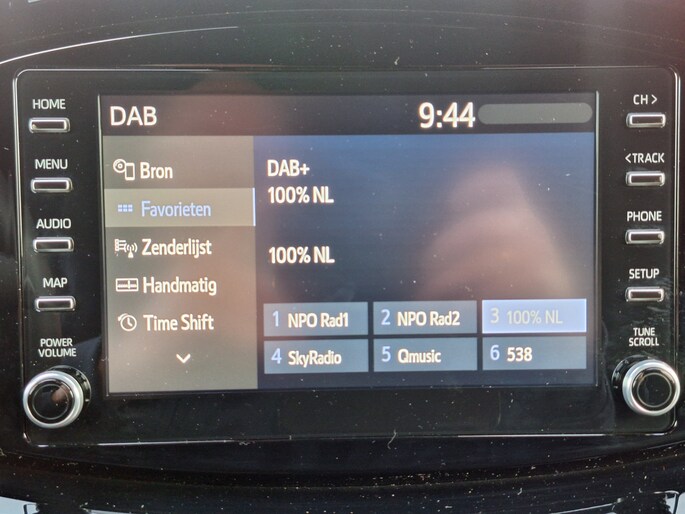 HOME
MENU
AUDIO
MAP
POWER
VOLUME
DAB
9:44
Bron
Favorieten
Zenderlijst
Handmatig
Time Shift
DAB+
100% NL
100% NL
1 NPO Rad1
2 NPO Rad2
3 100% NL
4 SkyRadio
5 Qmusic
6 538
CH >
< TRACK
PHONE
SETUP
TUNE
SCROLL